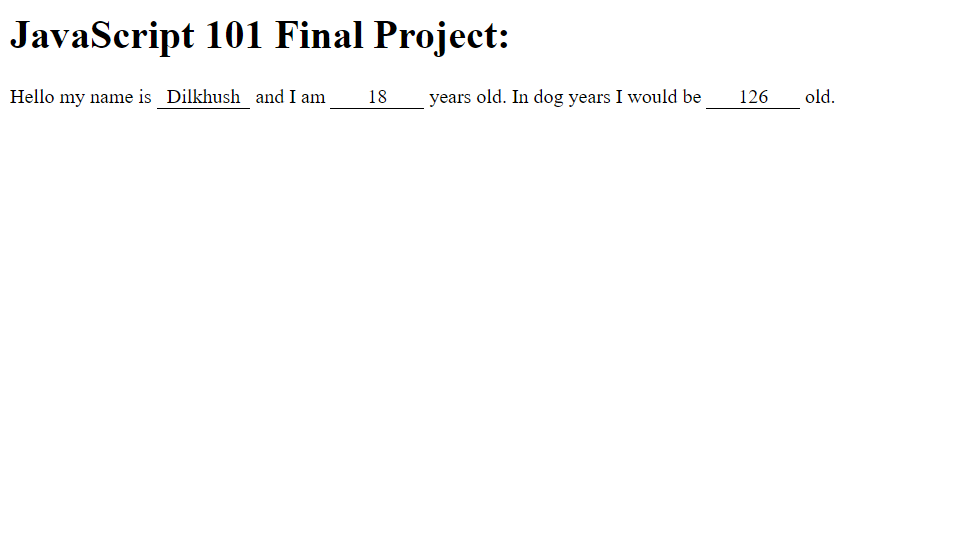 JavaScript 101 Final Project:
Hello my name is Dilkhush and I am 18 years old. In dog years I would be 126 old.